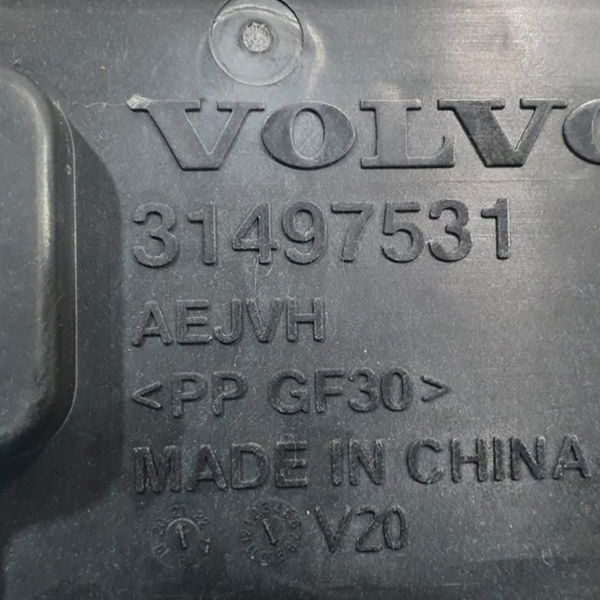 VOLVO
31497531
AEJVH
<PP GF30>
MADE IN CHINA
V20